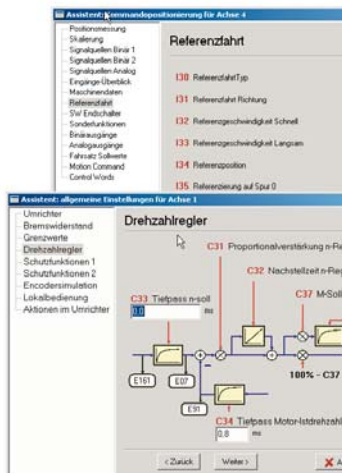 Assistent: Kommandopositionierung für Achse 4
Positionsmessung
Skalierung
Signalquellen Binär 1
Signalquellen Binär 2
Signalquellen Analog
Eingänge-Überblick
Maschinendaten
Referenzfahrt
SW Endschalter
Sonderfunktionen
Binärausgänge
Analogausgänge
Fahrsatz Sollwerte
Motion Command
Control Words
Referenzfahrt
I30 ReferenzfahrtTyp
I31 Referenzfahrt Richtung
I32 Referenzgeschwindigkeit Schnell
I33 Referenzgeschwindigkeit Langsam
I34 Referenzposition
I35 Referenzierung auf Spur 0
Assistent: allgemeine Einstellungen für Achse 1
Umrichter
Bremswiderstand
Grenzwerte
Drehzahlregler
Schutzfunktionen 1
Schutzfunktionen 2
Encodersimulation
Lokalbedienung
Aktionen im Umrichter
Drehzahlregler
C31 Proportionalverstärkung n-Re
C32 Nachstellzeit n-Reg
C33 Tiefpass n-soll
C37 M-Soll
0.0 ms
E161
E07
100% - C37
E91
C34 Tiefpass Motor-Istdrehzahl
0.8 ms
< Zurück
Weiter >
A